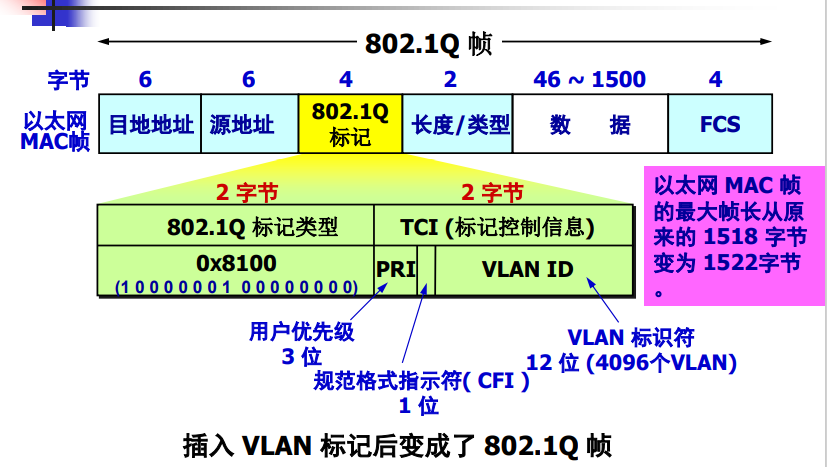 802.1Q 帧
字节 6 6 4 2 46 ~ 1500 4
以太网
MAC帧
目地地址 源地址 802.1Q
标记 长度/类型 数 据 FCS
2 字节 2 字节
802.1Q 标记类型 TCI (标记控制信息)
0x8100 PRI VLAN ID
(1 0 0 0 0 0 0 1 0 0 0 0 0 0 0 0)
以太网 MAC 帧
的最大帧长从原
来的 1518 字节
变为 1522字节
。
用户优先级
3 位
规范格式指示符( CFI )
1 位
VLAN 标识符
12 位 (4096个VLAN)
插入 VLAN 标记后变成了 802.1Q 帧